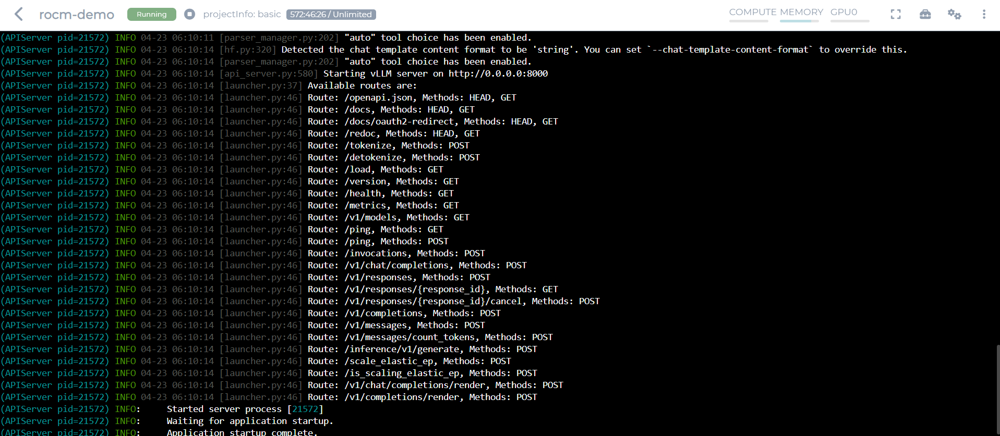 rocm-demo Running projectInfo: basic 572:46:26 / Unlimited COMPUTE MEMORY GPU0
(APIServer pid=21572) INFO 04-23 06:10:11 [parser_manager.py:202] "auto" tool choice has been enabled.
(APIServer pid=21572) INFO 04-23 06:10:14 [hf.py:320] Detected the chat template content format to be 'string'. You can set `--chat-template-content-format` to override this.
(APIServer pid=21572) INFO 04-23 06:10:14 [parser_manager.py:202] "auto" tool choice has been enabled.
(APIServer pid=21572) INFO 04-23 06:10:14 [api_server.py:580] Starting vLLM server on http://0.0.0.0:8000
(APIServer pid=21572) INFO 04-23 06:10:14 [launcher.py:37] Available routes are:
(APIServer pid=21572) INFO 04-23 06:10:14 [launcher.py:46] Route: /openapi.json, Methods: HEAD, GET
(APIServer pid=21572) INFO 04-23 06:10:14 [launcher.py:46] Route: /docs, Methods: HEAD, GET
(APIServer pid=21572) INFO 04-23 06:10:14 [launcher.py:46] Route: /docs/oauth2-redirect, Methods: HEAD, GET
(APIServer pid=21572) INFO 04-23 06:10:14 [launcher.py:46] Route: /redoc, Methods: HEAD, GET
(APIServer pid=21572) INFO 04-23 06:10:14 [launcher.py:46] Route: /tokenize, Methods: POST
(APIServer pid=21572) INFO 04-23 06:10:14 [launcher.py:46] Route: /detokenize, Methods: POST
(APIServer pid=21572) INFO 04-23 06:10:14 [launcher.py:46] Route: /load, Methods: GET
(APIServer pid=21572) INFO 04-23 06:10:14 [launcher.py:46] Route: /version, Methods: GET
(APIServer pid=21572) INFO 04-23 06:10:14 [launcher.py:46] Route: /health, Methods: GET
(APIServer pid=21572) INFO 04-23 06:10:14 [launcher.py:46] Route: /metrics, Methods: GET
(APIServer pid=21572) INFO 04-23 06:10:14 [launcher.py:46] Route: /v1/models, Methods: GET
(APIServer pid=21572) INFO 04-23 06:10:14 [launcher.py:46] Route: /ping, Methods: GET
(APIServer pid=21572) INFO 04-23 06:10:14 [launcher.py:46] Route: /ping, Methods: POST
(APIServer pid=21572) INFO 04-23 06:10:14 [launcher.py:46] Route: /invocations, Methods: POST
(APIServer pid=21572) INFO 04-23 06:10:14 [launcher.py:46] Route: /v1/chat/completions, Methods: POST
(APIServer pid=21572) INFO 04-23 06:10:14 [launcher.py:46] Route: /v1/responses, Methods: POST
(APIServer pid=21572) INFO 04-23 06:10:14 [launcher.py:46] Route: /v1/responses/{response_id}, Methods: GET
(APIServer pid=21572) INFO 04-23 06:10:14 [launcher.py:46] Route: /v1/responses/{response_id}/cancel, Methods: POST
(APIServer pid=21572) INFO 04-23 06:10:14 [launcher.py:46] Route: /v1/completions, Methods: POST
(APIServer pid=21572) INFO 04-23 06:10:14 [launcher.py:46] Route: /v1/messages, Methods: POST
(APIServer pid=21572) INFO 04-23 06:10:14 [launcher.py:46] Route: /v1/messages/count_tokens, Methods: POST
(APIServer pid=21572) INFO 04-23 06:10:14 [launcher.py:46] Route: /inference/v1/generate, Methods: POST
(APIServer pid=21572) INFO 04-23 06:10:14 [launcher.py:46] Route: /scale_elastic_ep, Methods: POST
(APIServer pid=21572) INFO 04-23 06:10:14 [launcher.py:46] Route: /is_scaling_elastic_ep, Methods: POST
(APIServer pid=21572) INFO 04-23 06:10:14 [launcher.py:46] Route: /v1/chat/completions/render, Methods: POST
(APIServer pid=21572) INFO 04-23 06:10:14 [launcher.py:46] Route: /v1/completions/render, Methods: POST
(APIServer pid=21572) INFO: Started server process [21572]
(APIServer pid=21572) INFO: Waiting for application startup.
(APIServer pid=21572) INFO: Application startup complete.